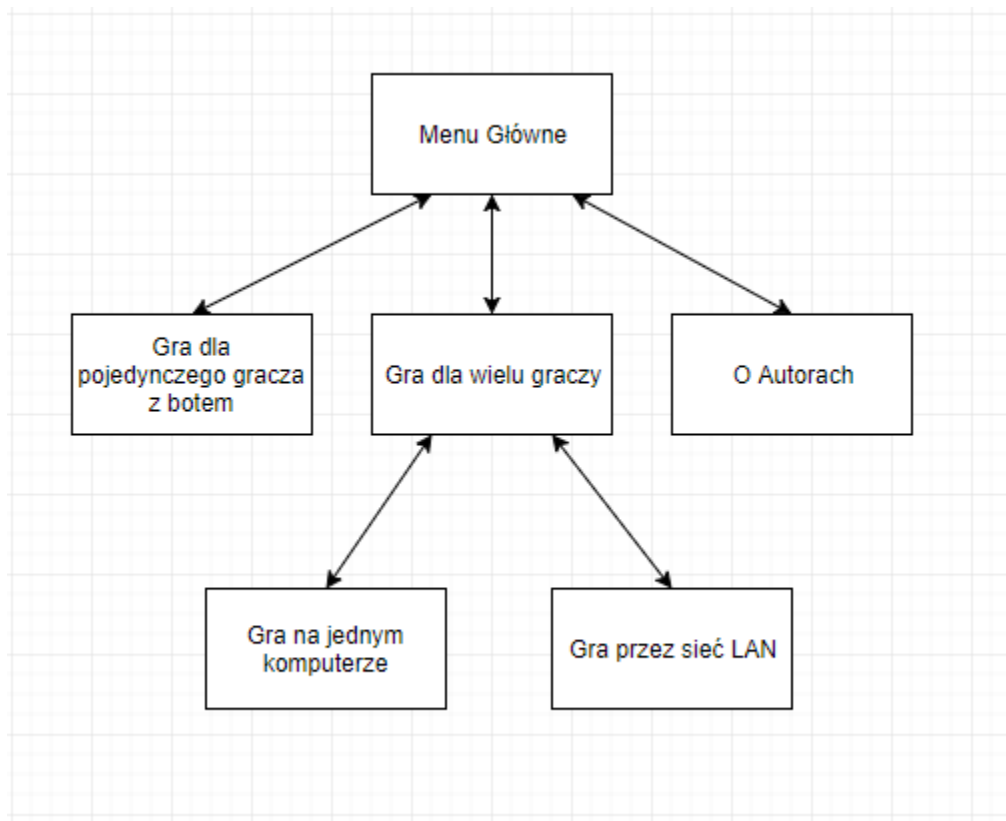 Menu Główne
Gra dla
pojedynczego gracza
z botem
Gra dla wielu graczy
O Autorach
Gra na jednym
komputerze
Gra przez sieć LAN